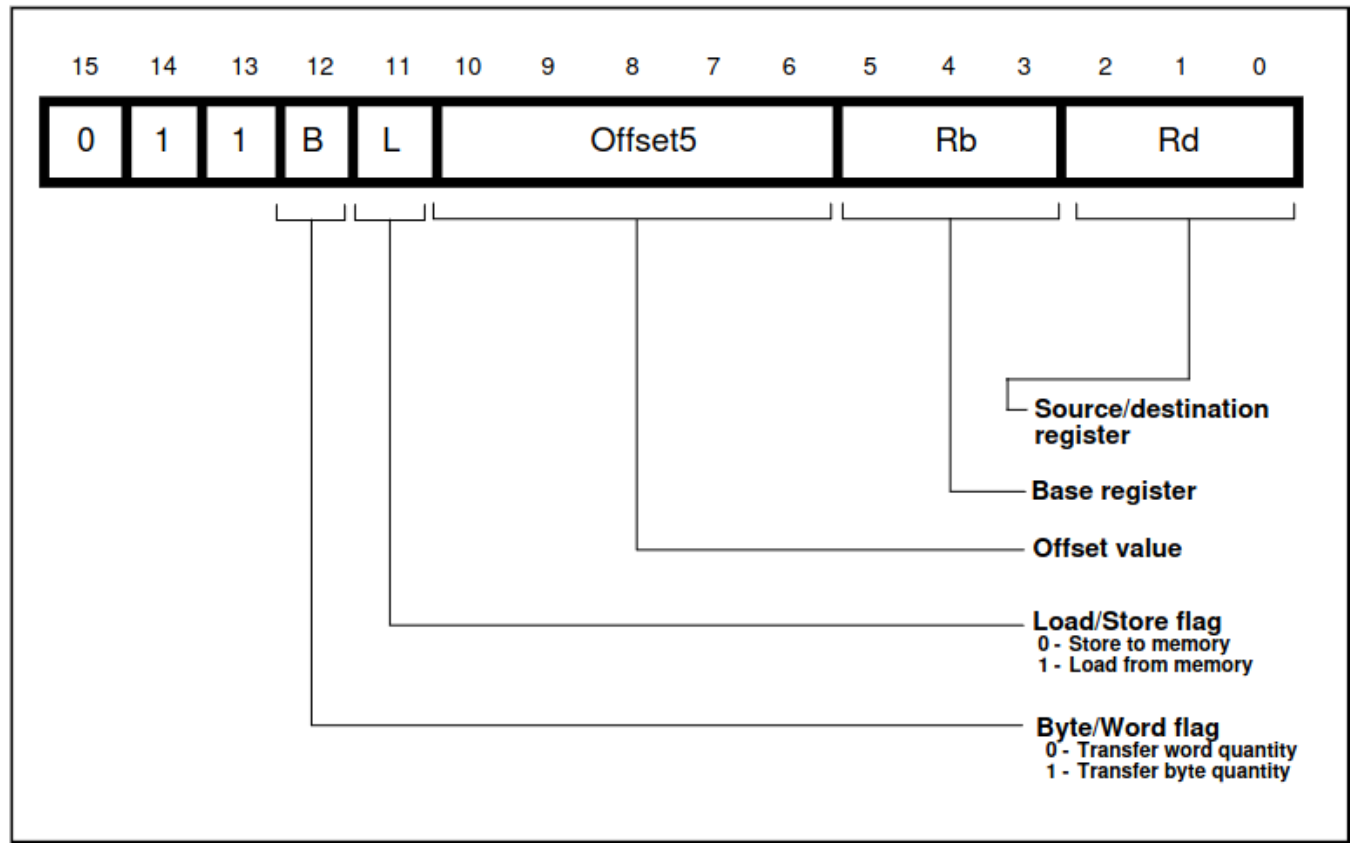 15 14 13 12 11 10 9 8 7 6 5 4 3 2 1 0
0 1 1 B L Offset5 Rb Rd
Source/destination
register
Base register
Offset value
Load/Store flag
0 - Store to memory
1 - Load from memory
Byte/Word flag
0 - Transfer word quantity
1 - Transfer byte quantity